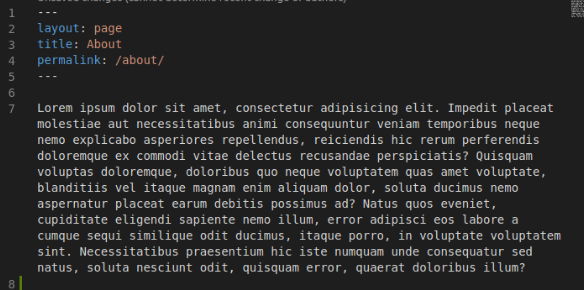 1 ---
2 layout: page
3 title: About
4 permalink: /about/
5 ---
6
7 Lorem ipsum dolor sit amet, consectetur adipisicing elit. Impedit placeat
molestiae aut necessitatibus animi consequuntur veniam temporibus neque
nemo explicabo asperiores repellendus, reiciendis hic rerum perferendis
doloremque ex commodi vitae delectus recusandae perspiciatis? Quisquam
voluptas doloremque, doloribus quo neque voluptatem quas amet voluptate,
blanditiis vel itaque magnam enim aliquam dolor, soluta ducimus nemo
aspernatur placeat earum debitis possimus ad? Natus quos eveniet,
cupiditate eligendi sapiente nemo illum, error adipisci eos labore a
cumque sequi similique odit ducimus, itaque porro, in voluptate voluptatem
sint. Necessitatibus praesentium hic iste numquam unde consequatur sed
natus, soluta nesciunt odit, quisquam error, quaerat doloribus illum?
8